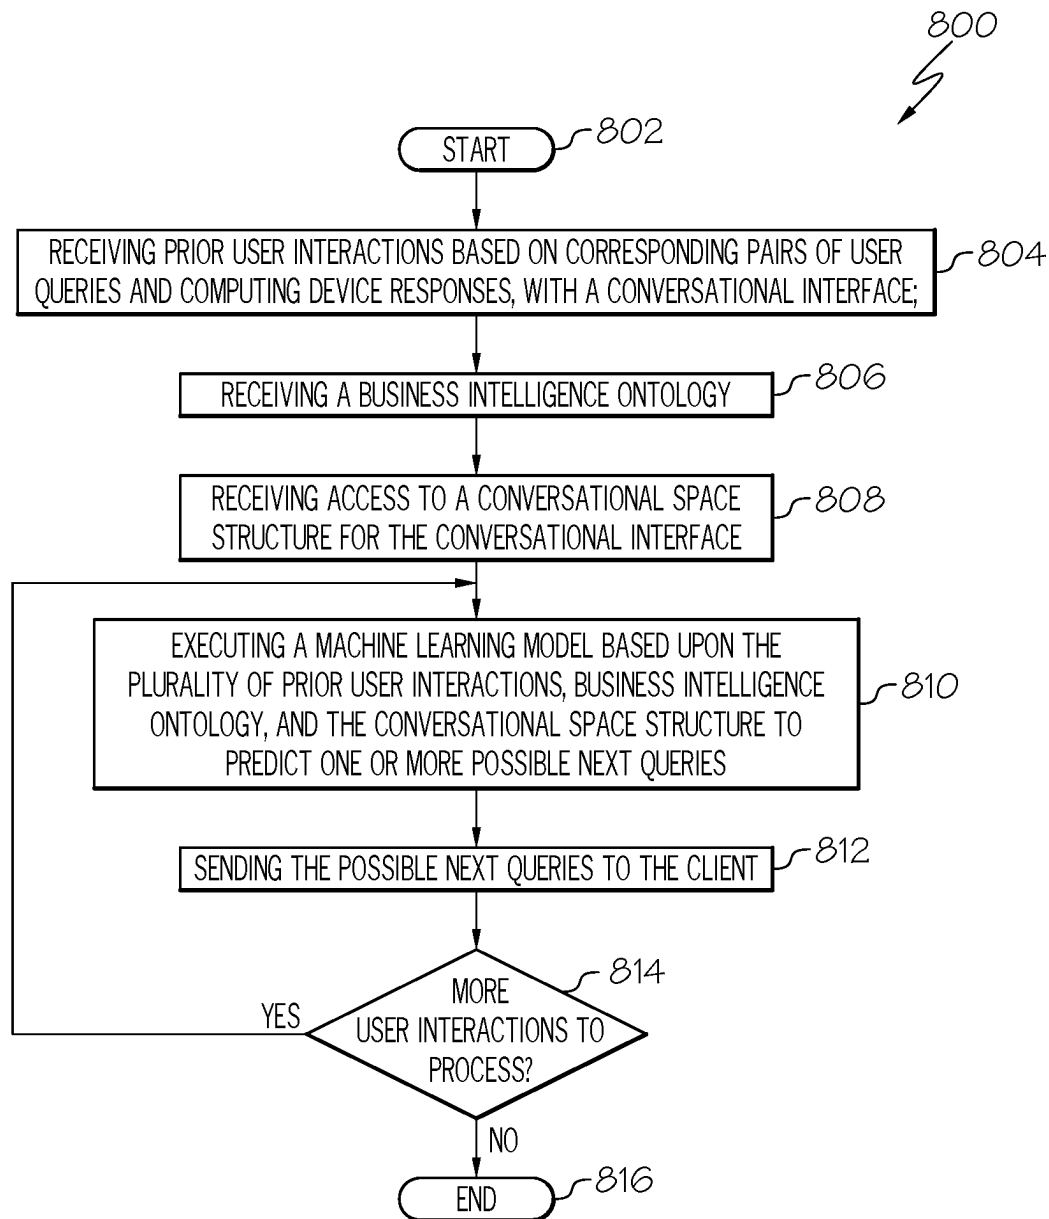 800
START
802
RECEIVING PRIOR USER INTERACTIONS BASED ON CORRESPONDING PAIRS OF USER
QUERIES AND COMPUTING DEVICE RESPONSES, WITH A CONVERSATIONAL INTERFACE;
804
RECEIVING A BUSINESS INTELLIGENCE ONTOLOGY
806
RECEIVING ACCESS TO A CONVERSATIONAL SPACE
STRUCTURE FOR THE CONVERSATIONAL INTERFACE
808
EXECUTING A MACHINE LEARNING MODEL BASED UPON THE
PLURALITY OF PRIOR USER INTERACTIONS, BUSINESS INTELLIGENCE
ONTOLOGY, AND THE CONVERSATIONAL SPACE STRUCTURE TO
PREDICT ONE OR MORE POSSIBLE NEXT QUERIES
810
SENDING THE POSSIBLE NEXT QUERIES TO THE CLIENT
812
MORE
USER INTERACTIONS TO
PROCESS?
814
YES
NO
END
816